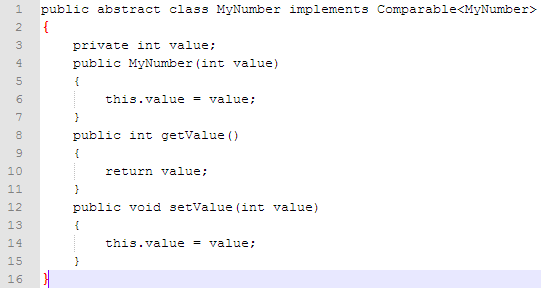 1 public abstract class MyNumber implements Comparable<MyNumber>
2 {
3     private int value;
4     public MyNumber(int value)
5     {
6         this.value = value;
7     }
8     public int getValue()
9     {
10         return value;
11     }
12     public void setValue(int value)
13     {
14         this.value = value;
15     }
16 }